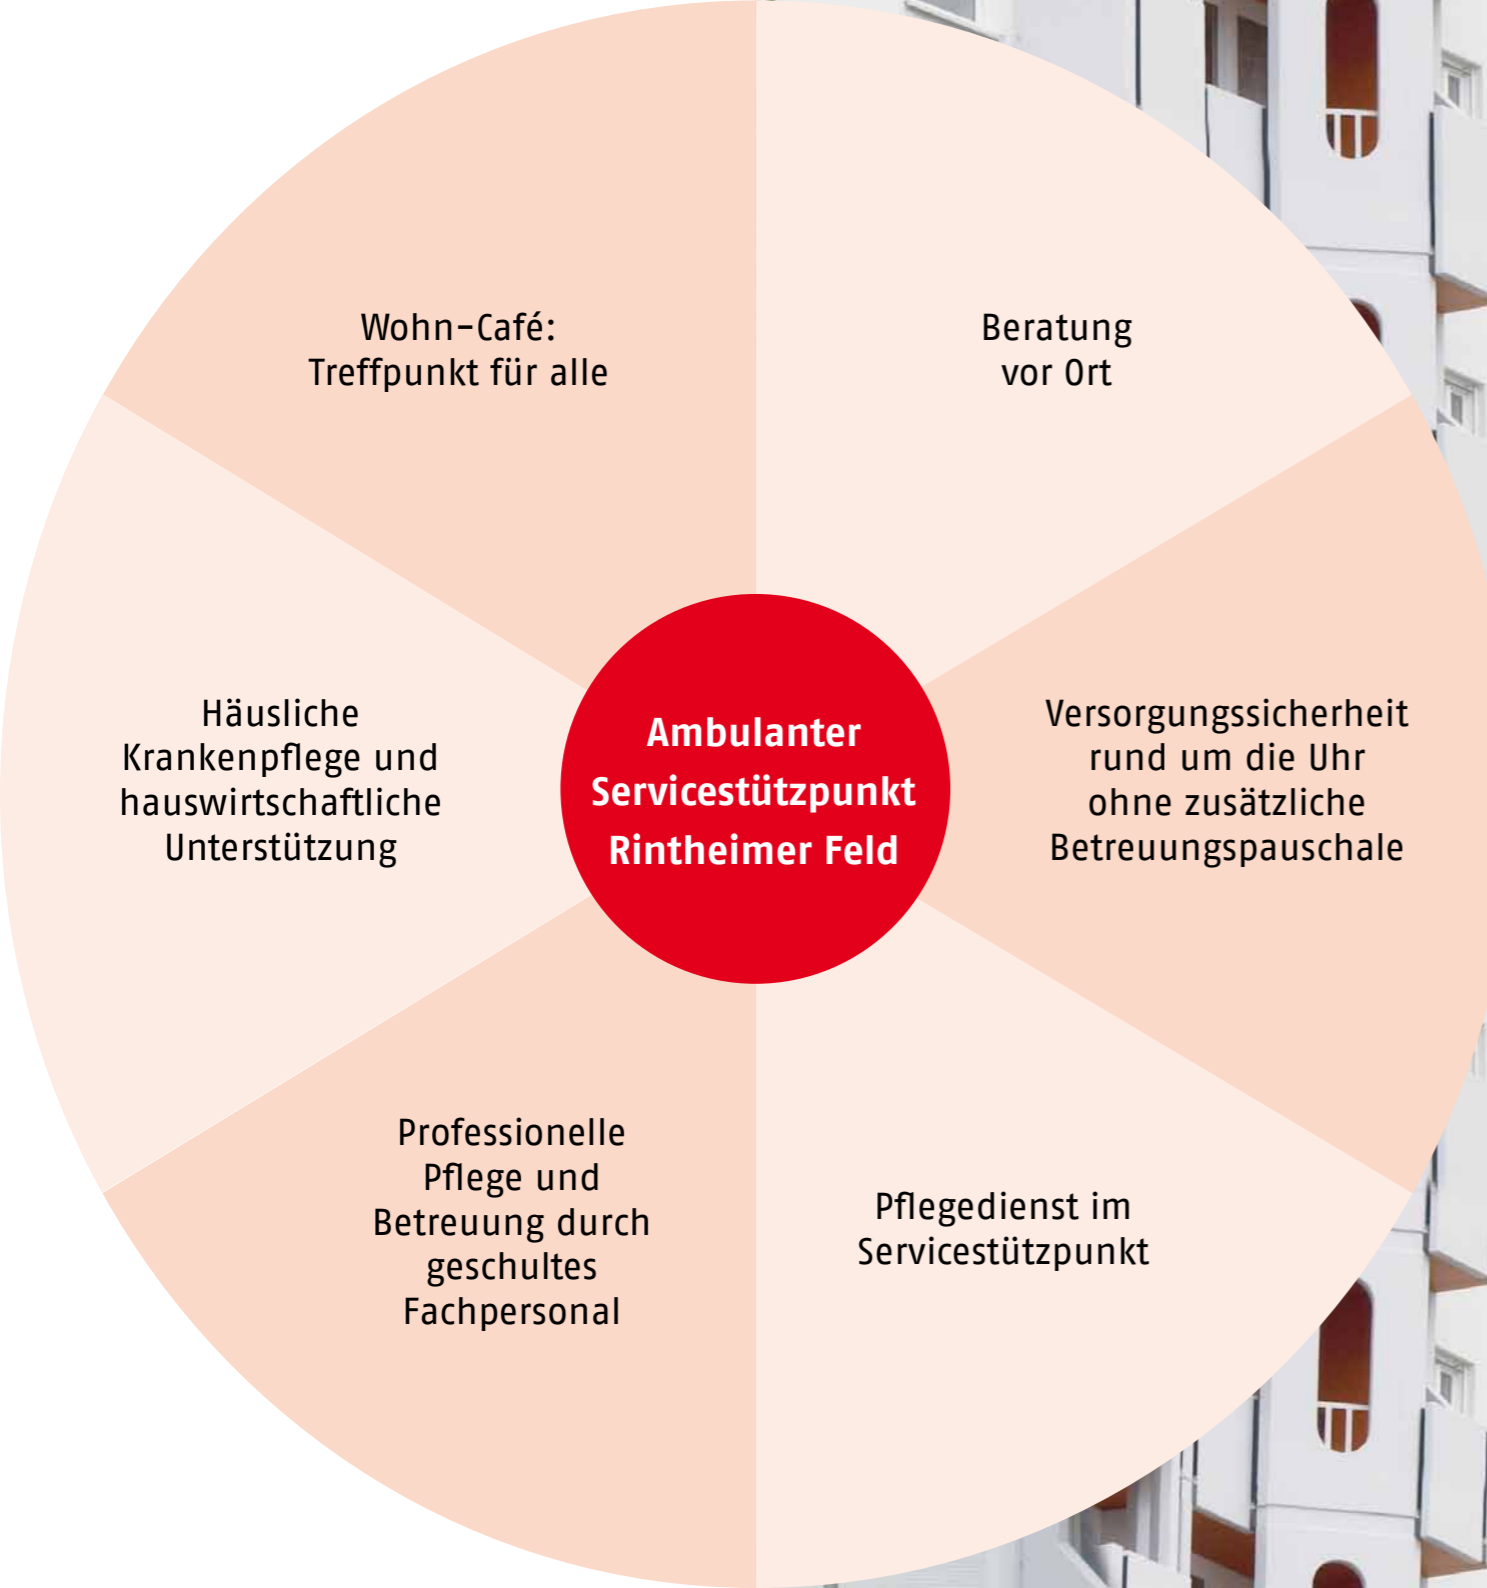 Wohn-Café:
Treffpunkt für alle
Beratung
vor Ort
Häusliche
Krankenpflege und
hauswirtschaftliche
Unterstützung
Ambulanter
Servicestützpunkt
Rintheimer Feld
Versorgungssicherheit
rund um die Uhr
ohne zusätzliche
Betreuungspauschale
Professionelle
Pflege und
Betreuung durch
geschultes
Fachpersonal
Pflegedienst im
Servicestützpunkt